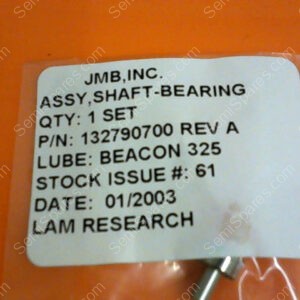 JMB,INC.
ASSY,SHAFT-BEARING
QTY: 1 SET
P/N: 132790700 REV A
LUBE: BEACON 325
STOCK ISSUE #: 61
DATE:  01/2003
LAM RESEARCH